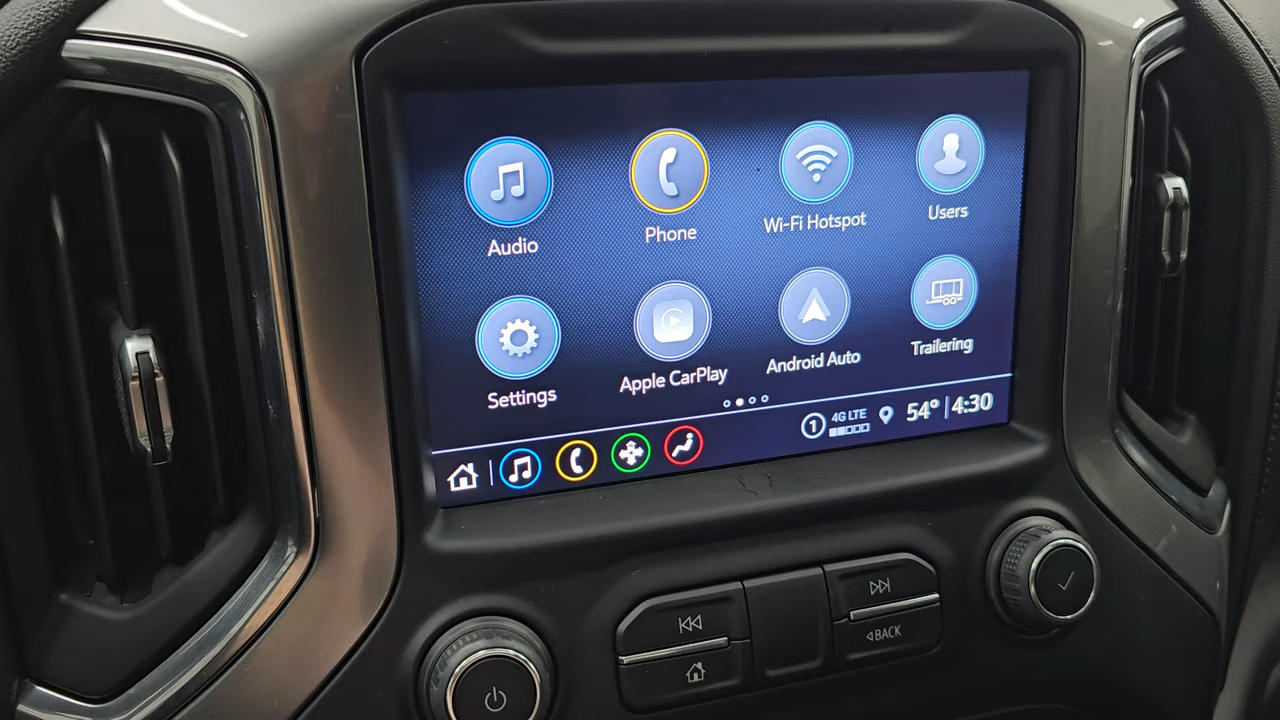 Audio
Phone
Wi-Fi Hotspot
Users
Settings
Apple CarPlay
Android Auto
Trailering
1
4G LTE
54° | 4:30
BACK